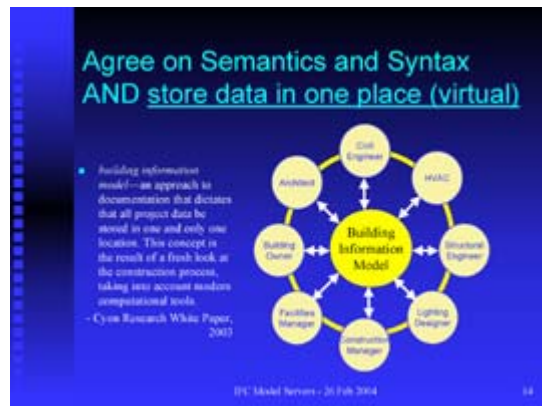 Agree on Semantics and Syntax
AND store data in one place (virtual)
building information
model—an approach to
documentation that dictates
that all project data be
stored in one and only one
location. This concept is
the result of a fresh look at
the construction process,
taking into account modern
computational tools.
- Cyon Research White Paper,
2003
Civil
Engineer
Architect
HVAC
Building
Owner
Building
Information
Model
Structural
Engineer
Facilities
Manager
Lighting
Designer
Construction
Manager
IFC Model Servers - 26 Feb 2004
14